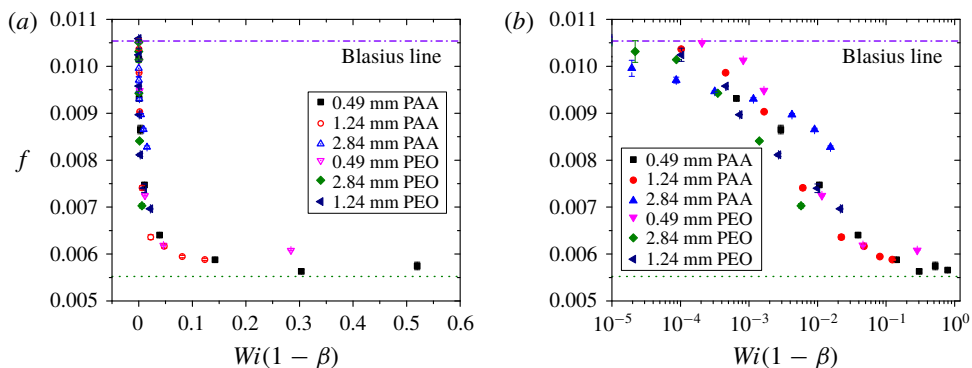 (a)
0.011
0.010
0.009
0.008
0.007
0.006
0.005
f
Blasius line
0.49 mm PAA
1.24 mm PAA
2.84 mm PAA
0.49 mm PEO
2.84 mm PEO
1.24 mm PEO
0 0.1 0.2 0.3 0.4 0.5 0.6
Wi(1 − β)
(b)
0.011
0.010
0.009
0.008
0.007
0.006
0.005
Blasius line
0.49 mm PAA
1.24 mm PAA
2.84 mm PAA
0.49 mm PEO
2.84 mm PEO
1.24 mm PEO
10⁻⁵ 10⁻⁴ 10⁻³ 10⁻² 10⁻¹ 10⁰
Wi(1 − β)